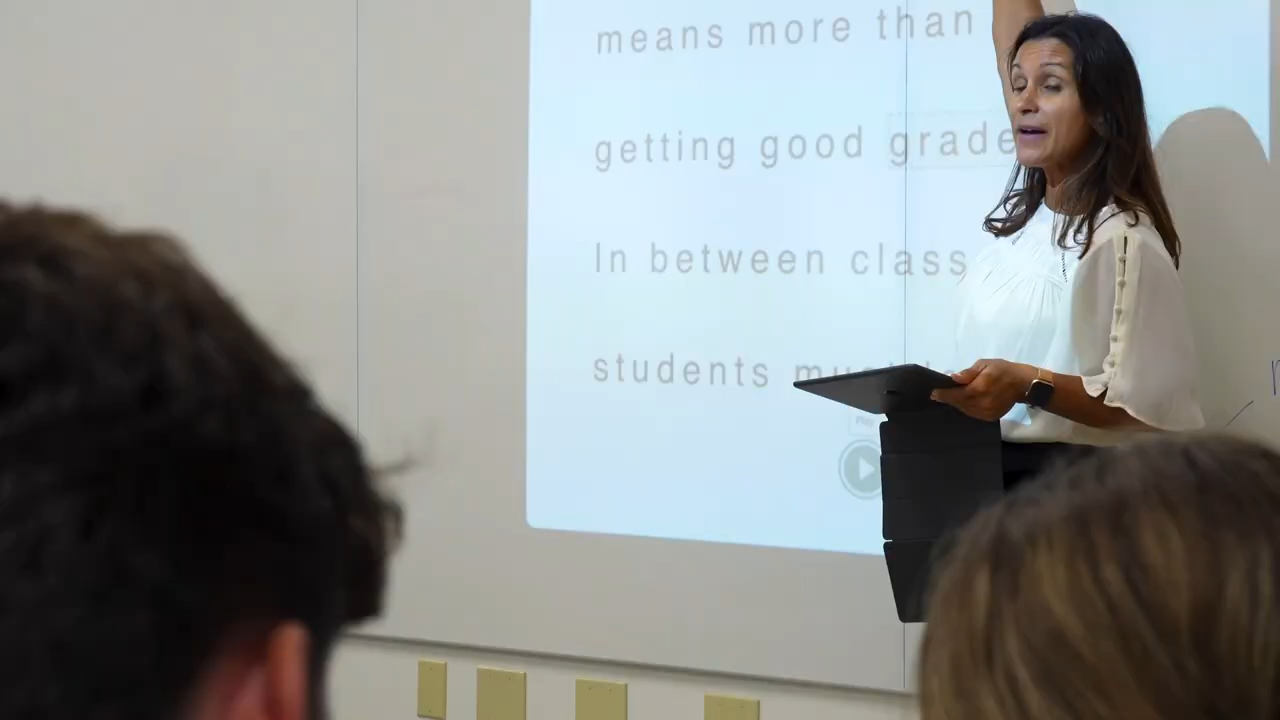 means more than
getting good grade
In between class
students